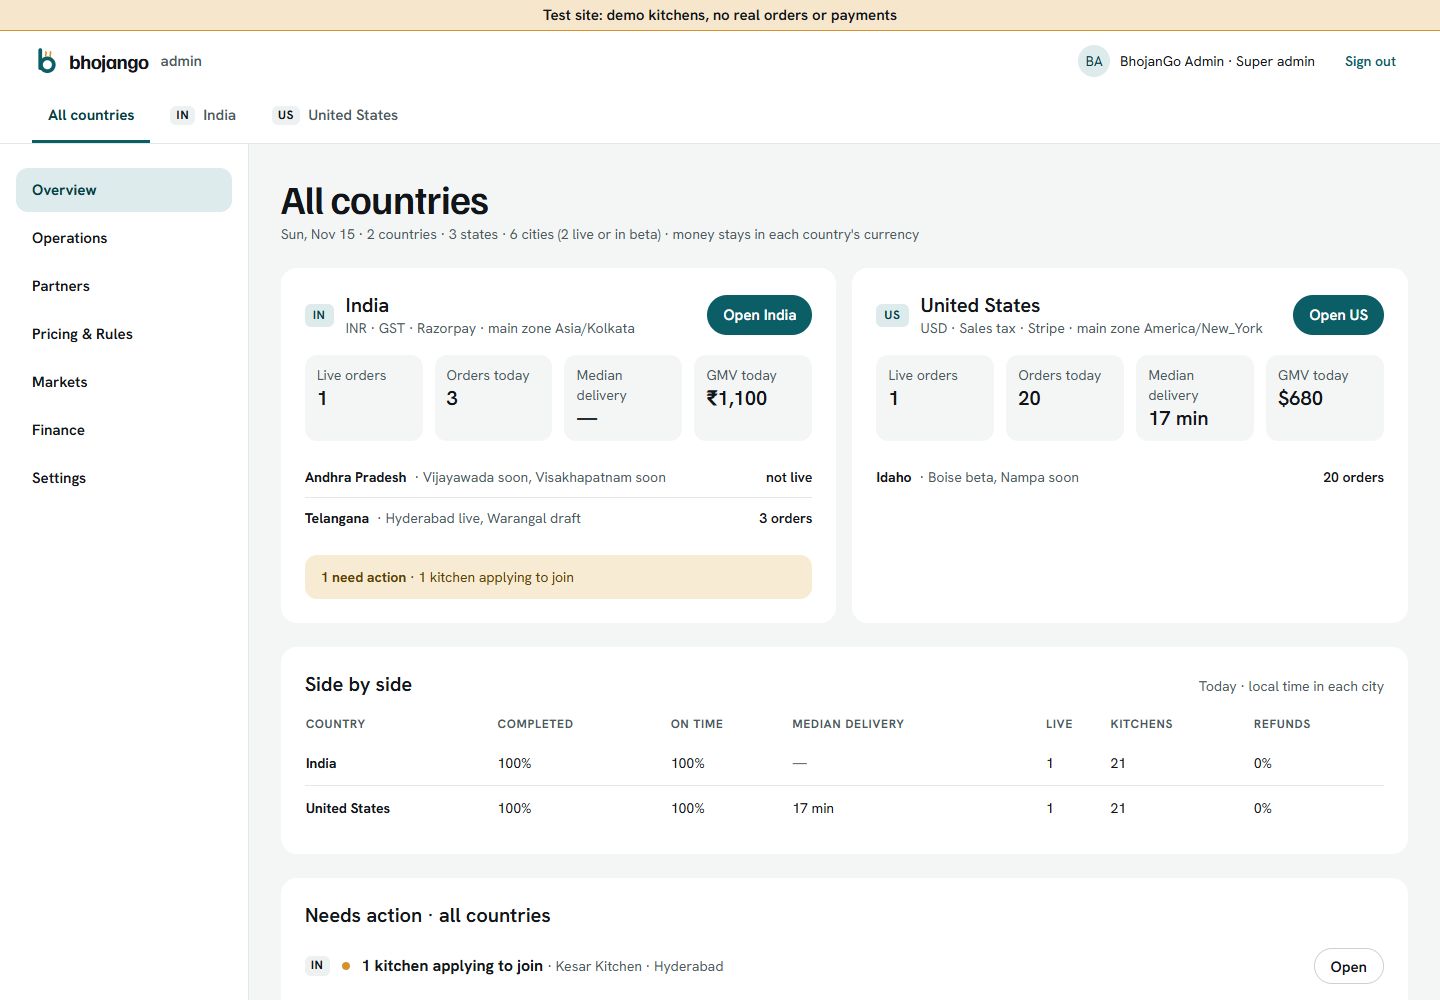 Test site: demo kitchens, no real orders or payments
bhojango admin
BA BhojanGo Admin · Super admin Sign out
All countries IN India US United States
Overview
Operations
Partners
Pricing & Rules
Markets
Finance
Settings
All countries
Sun, Nov 15 · 2 countries · 3 states · 6 cities (2 live or in beta) · money stays in each country's currency
IN India
INR · GST · Razorpay · main zone Asia/Kolkata
Open India
Live orders
1
Orders today
3
Median
delivery
—
GMV today
₹1,100
Andhra Pradesh · Vijayawada soon, Visakhapatnam soon not live
Telangana · Hyderabad live, Warangal draft 3 orders
1 need action · 1 kitchen applying to join
US United States
USD · Sales tax · Stripe · main zone America/New_York
Open US
Live orders
1
Orders today
20
Median
delivery
17 min
GMV today
$680
Idaho · Boise beta, Nampa soon 20 orders
Side by side Today · local time in each city
COUNTRY COMPLETED ON TIME MEDIAN DELIVERY LIVE KITCHENS REFUNDS
India 100% 100% — 1 21 0%
United States 100% 100% 17 min 1 21 0%
Needs action · all countries
IN 1 kitchen applying to join · Kesar Kitchen · Hyderabad Open